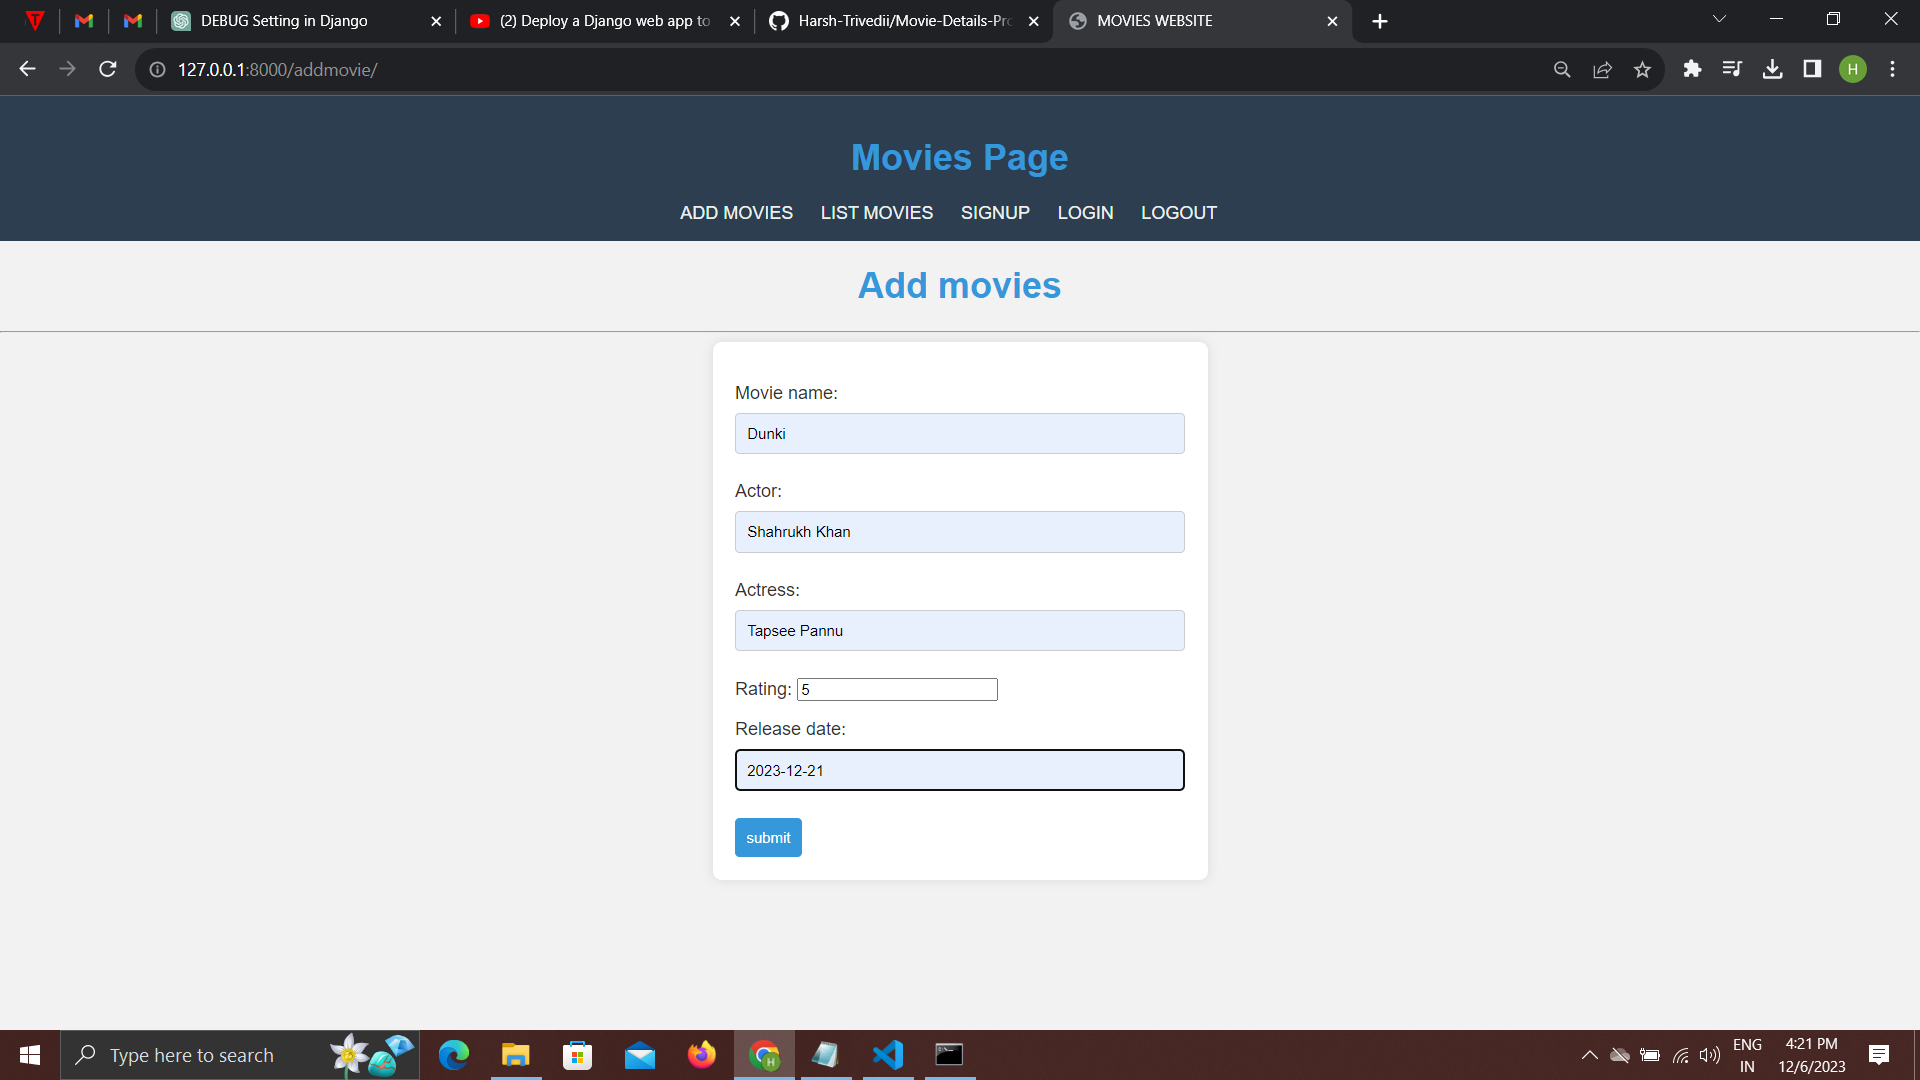 DEBUG Setting in Django
(2) Deploy a Django web app to
Harsh-Trivedii/Movie-Details-Pro
MOVIES WEBSITE
127.0.0.1:8000/addmovie/
H
Movies Page
ADD MOVIES LIST MOVIES SIGNUP LOGIN LOGOUT
Add movies
Movie name:
Dunki
Actor:
Shahrukh Khan
Actress:
Tapsee Pannu
Rating: 5
Release date:
2023-12-21
submit
Type here to search
H
ENG
IN
4:21 PM
12/6/2023